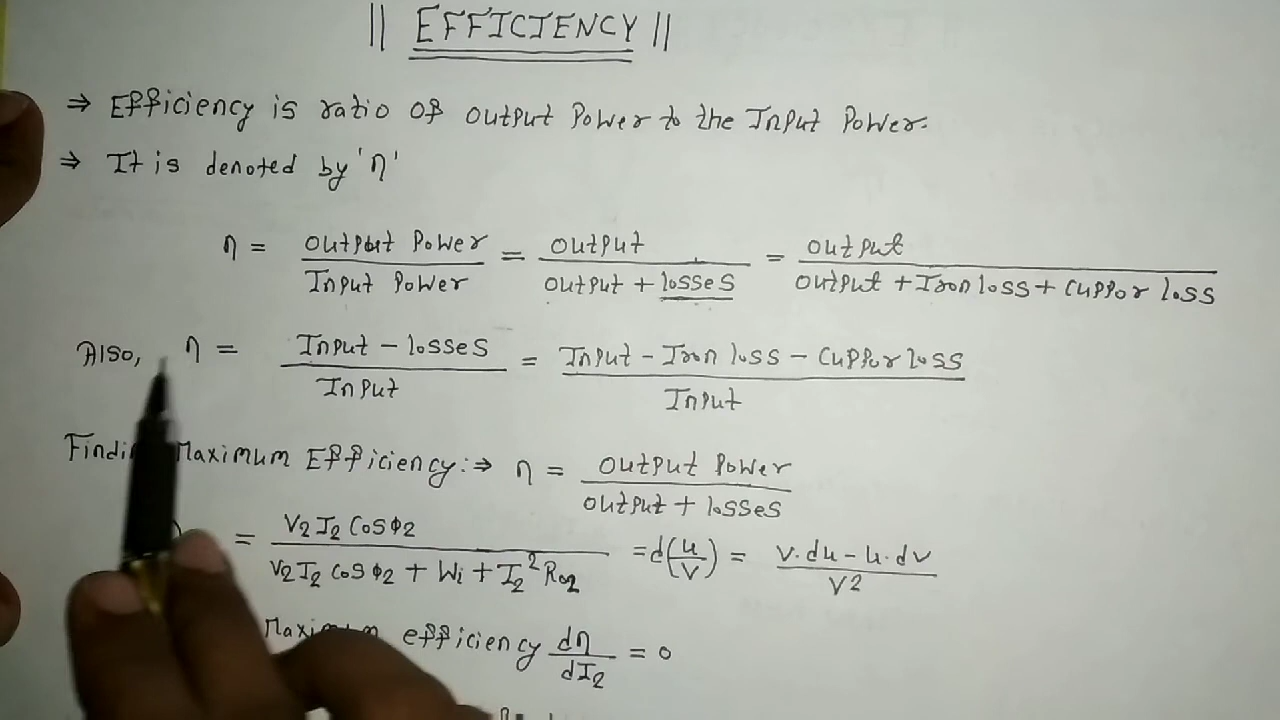 || EFFICIENCY ||
⇒ Efficiency is ratio of output power to the Input power.
⇒ It is denoted by 'η'
η = Output Power / Input Power = Output / Output + losses = Output / Output + Iron loss + Cuppor loss
Also, η = Input - losses / Input = Input - Iron loss - Cuppur loss / Input
Maximum Efficiency:⇒ η = Output Power / Output + losses
= V2 I2 Cosφ2 / V2 I2 Cosφ2 + Wi + I2² R02 = d(u/v) = v.du - u.dv / v2
efficiency dη/dI2 = 0